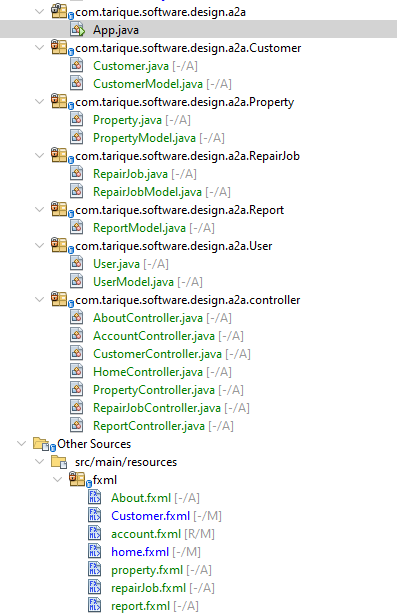 com.tarique.software.design.a2a
App.java
com.tarique.software.design.a2a.Customer
Customer.java [-/A]
CustomerModel.java [-/A]
com.tarique.software.design.a2a.Property
Property.java [-/A]
PropertyModel.java [-/A]
com.tarique.software.design.a2a.RepairJob
RepairJob.java [-/A]
RepairJobModel.java [-/A]
com.tarique.software.design.a2a.Report
ReportModel.java [-/A]
com.tarique.software.design.a2a.User
User.java [-/A]
UserModel.java [-/A]
com.tarique.software.design.a2a.controller
AboutController.java [-/A]
AccountController.java [-/A]
CustomerController.java [-/A]
HomeController.java [-/A]
PropertyController.java [-/A]
RepairJobController.java [-/A]
ReportController.java [-/A]
Other Sources
src/main/resources
fxml
About.fxml [-/A]
Customer.fxml [-/M]
account.fxml [R/M]
home.fxml [-/M]
property.fxml [-/A]
repairJob.fxml [-/A]
report.fxml [-/A]